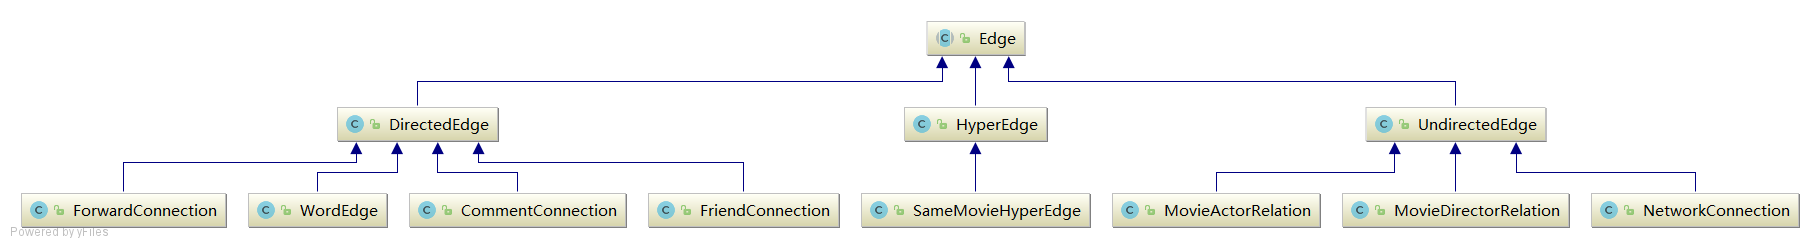 C Edge
C DirectedEdge
C HyperEdge
C UndirectedEdge
C ForwardConnection
C WordEdge
C CommentConnection
C FriendConnection
C SameMovieHyperEdge
C MovieActorRelation
C MovieDirectorRelation
C NetworkConnection
Powered by yFiles